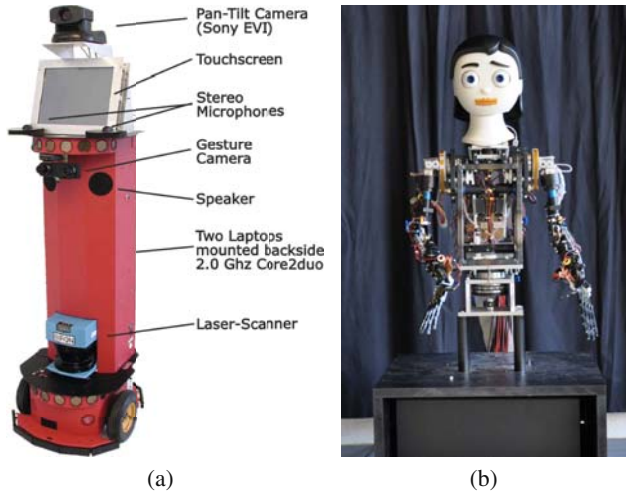 Pan-Tilt Camera
(Sony EVI)
Touchscreen
Stereo
Microphones
Gesture
Camera
Speaker
Two Laptops
mounted backside
2.0 Ghz Core2duo
Laser-Scanner
(a)
(b)